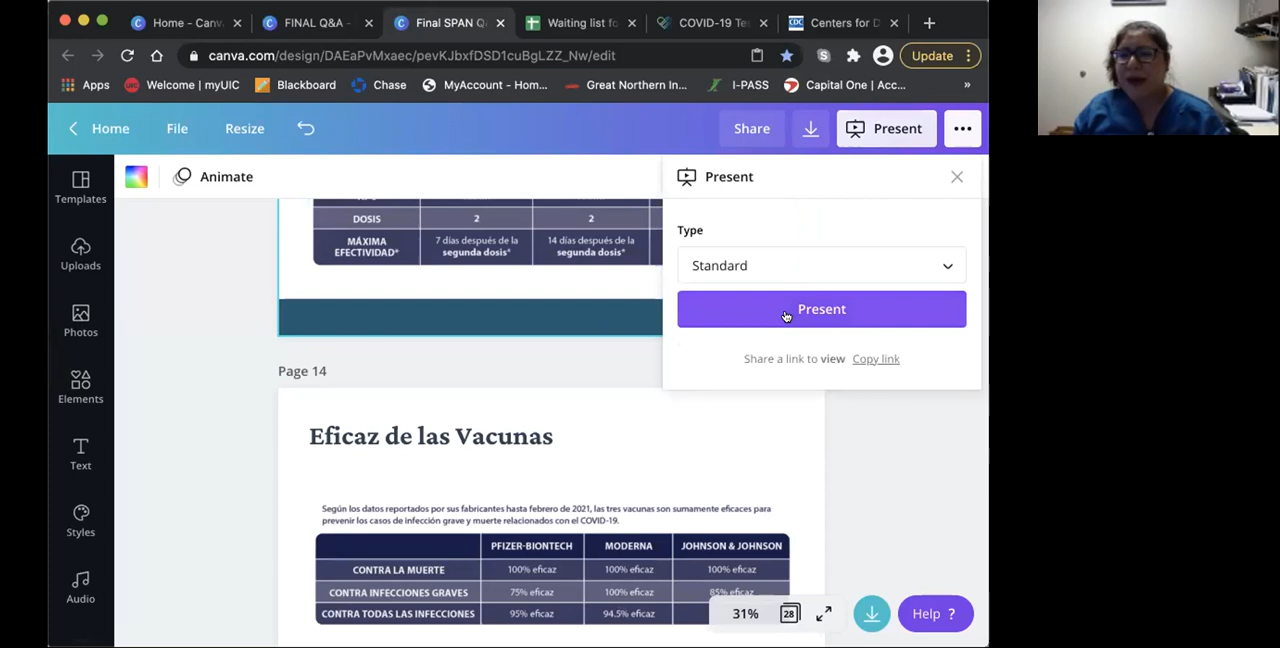 Home - Canv
FINAL Q&A -
Final SPAN Q
Waiting list fo
COVID-19 Te
CDC
Centers for D
canva.com/design/DAEaPvMxaec/pevKJbxfDSD1cuBgLZZ_Nw/edit
Update
Apps
Welcome | myUIC
Blackboard
Chase
MyAccount - Hom...
Great Northern In...
I-PASS
Capital One | Acc...
»
Home
File
Resize
Share
Present
Templates
Uploads
Photos
Elements
Text
Styles
Audio
Animate
Present
Type
Standard
Present
Share a link to view Copy link
DOSIS 2 2
MÁXIMA EFECTIVIDAD* 7 días después de la segunda dosis* 14 días después de la segunda dosis*
Page 14
Eficaz de las Vacunas
Según los datos reportados por sus fabricantes hasta febrero de 2021, las tres vacunas son sumamente eficaces para
prevenir los casos de infección grave y muerte relacionados con el COVID-19.
PFIZER-BIONTECH MODERNA JOHNSON & JOHNSON
CONTRA LA MUERTE 100% eficaz 100% eficaz 100% eficaz
CONTRA INFECCIONES GRAVES 75% eficaz 100% eficaz 85% eficaz
CONTRA TODAS LAS INFECCIONES 95% eficaz 94.5% eficaz
31%
28
Help ?